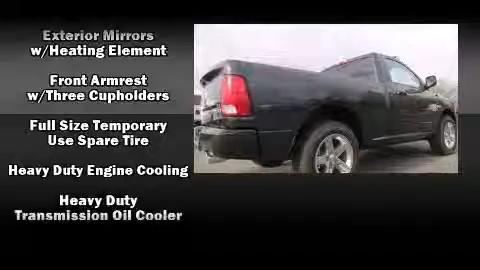 Exterior Mirrors
w/Heating Element
Front Armrest
w/Three Cupholders
Full Size Temporary
Use Spare Tire
Heavy Duty Engine Cooling
Heavy Duty
Transmission Oil Cooler